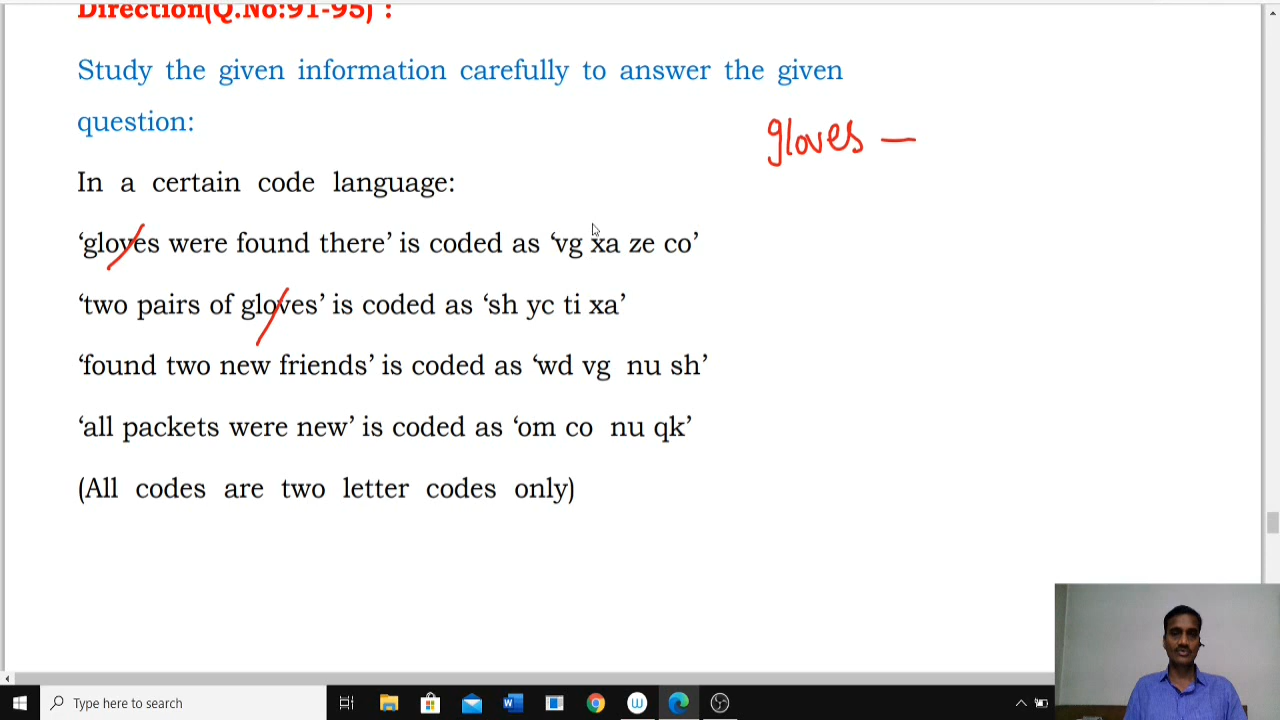 Direction(Q.No:91-95) :
Study the given information carefully to answer the given
question:
gloves —
In a certain code language:
‘gloves were found there’ is coded as ‘vg xa ze co’
‘two pairs of gloves’ is coded as ‘sh yc ti xa’
‘found two new friends’ is coded as ‘wd vg nu sh’
‘all packets were new’ is coded as ‘om co nu qk’
(All codes are two letter codes only)
Type here to search